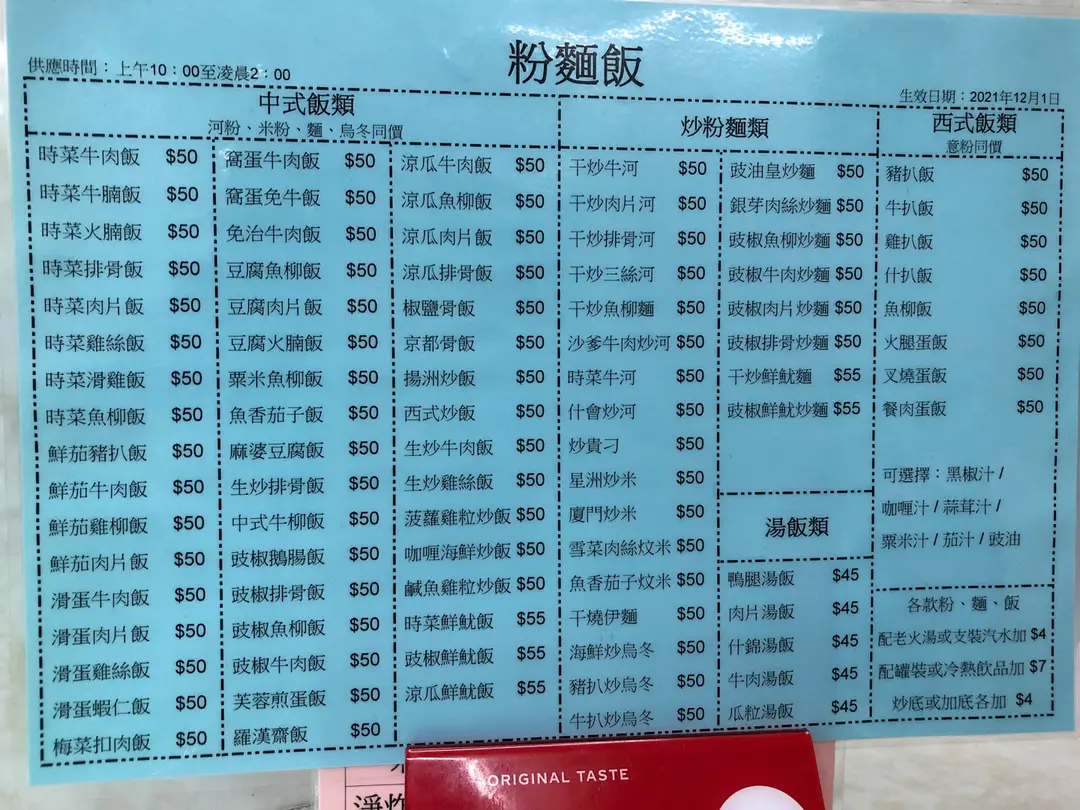 粉麵飯
供應時間：上午10：00至凌晨2：00
生效日期：2021年12月1日
中式飯類
河粉、米粉、麵、烏冬同價
時菜牛肉飯 $50
時菜牛腩飯 $50
時菜火腩飯 $50
時菜排骨飯 $50
時菜肉片飯 $50
時菜雞絲飯 $50
時菜滑雞飯 $50
時菜魚柳飯 $50
鮮茄豬扒飯 $50
鮮茄牛肉飯 $50
鮮茄雞柳飯 $50
鮮茄肉片飯 $50
滑蛋牛肉飯 $50
滑蛋肉片飯 $50
滑蛋雞絲飯 $50
滑蛋蝦仁飯 $50
梅菜扣肉飯 $50
窩蛋牛肉飯 $50
窩蛋免牛飯 $50
免治牛肉飯 $50
豆腐魚柳飯 $50
豆腐肉片飯 $50
豆腐火腩飯 $50
粟米魚柳飯 $50
魚香茄子飯 $50
麻婆豆腐飯 $50
生炒排骨飯 $50
中式牛柳飯 $50
豉椒鵝腸飯 $50
豉椒排骨飯 $50
豉椒魚柳飯 $50
豉椒牛肉飯 $50
芙蓉煎蛋飯 $50
羅漢齋飯 $50
涼瓜牛肉飯 $50
涼瓜魚柳飯 $50
涼瓜肉片飯 $50
涼瓜排骨飯 $50
椒鹽骨飯 $50
京都骨飯 $50
揚洲炒飯 $50
西式炒飯 $50
生炒牛肉飯 $50
生炒雞絲飯 $50
菠蘿雞粒炒飯 $50
咖喱海鮮炒飯 $50
鹹魚雞粒炒飯 $50
時菜鮮魷飯 $55
豉椒鮮魷飯 $55
涼瓜鮮魷飯 $55
炒粉麵類
干炒牛河 $50
干炒肉片河 $50
干炒排骨河 $50
干炒三絲河 $50
干炒魚柳麵 $50
沙爹牛肉炒河 $50
時菜牛河 $50
什會炒河 $50
炒貴刁 $50
星洲炒米 $50
廈門炒米 $50
雪菜肉絲炆米 $50
魚香茄子炆米 $50
干燒伊麵 $50
海鮮炒烏冬 $50
豬扒炒烏冬 $50
牛扒炒烏冬 $50
豉油皇炒麵 $50
銀芽肉絲炒麵 $50
豉椒魚柳炒麵 $50
豉椒牛肉炒麵 $50
豉椒肉片炒麵 $50
豉椒排骨炒麵 $50
干炒鮮魷麵 $55
豉椒鮮魷炒麵 $55
湯飯類
鴨腿湯飯 $45
肉片湯飯 $45
什錦湯飯 $45
牛肉湯飯 $45
瓜粒湯飯 $45
西式飯類
意粉同價
豬扒飯 $50
牛扒飯 $50
雞扒飯 $50
什扒飯 $50
魚柳飯 $50
火腿蛋飯 $50
叉燒蛋飯 $50
餐肉蛋飯 $50
可選擇：黑椒汁 /
咖喱汁 / 蒜茸汁 /
粟米汁 / 茄汁 / 豉油
各款粉、麵、飯
配老火湯或支裝汽水加 $4
配罐裝或冷熱飲品加 $7
炒底或加底各加 $4
ORIGINAL TASTE
淨炸